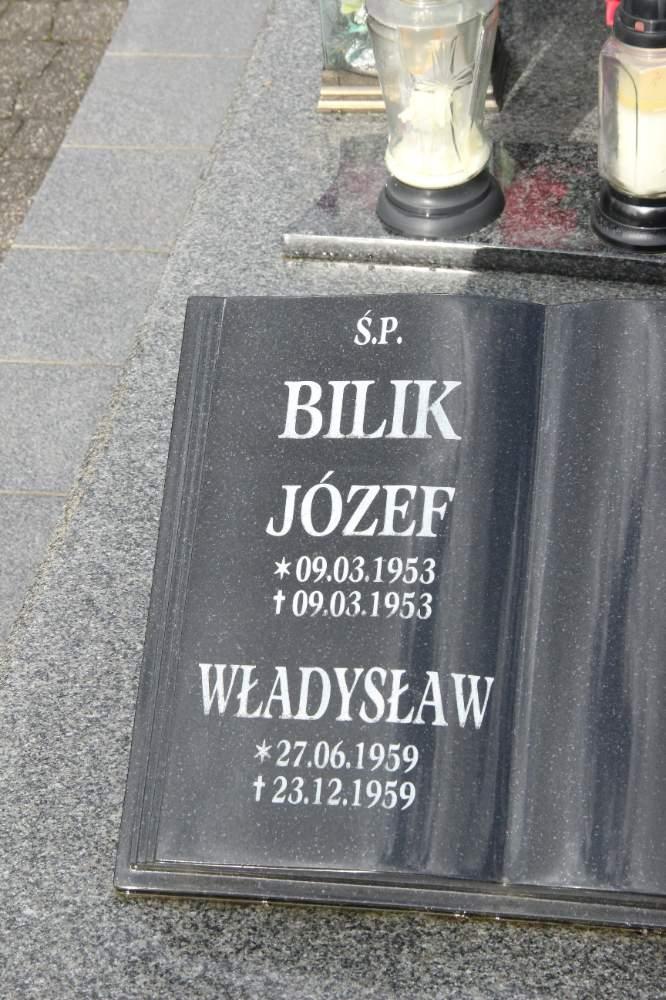 Ś.P.
BILIK
JÓZEF
✶09.03.1953
✝09.03.1953
WŁADYSŁAW
✶27.06.1959
✝23.12.1959